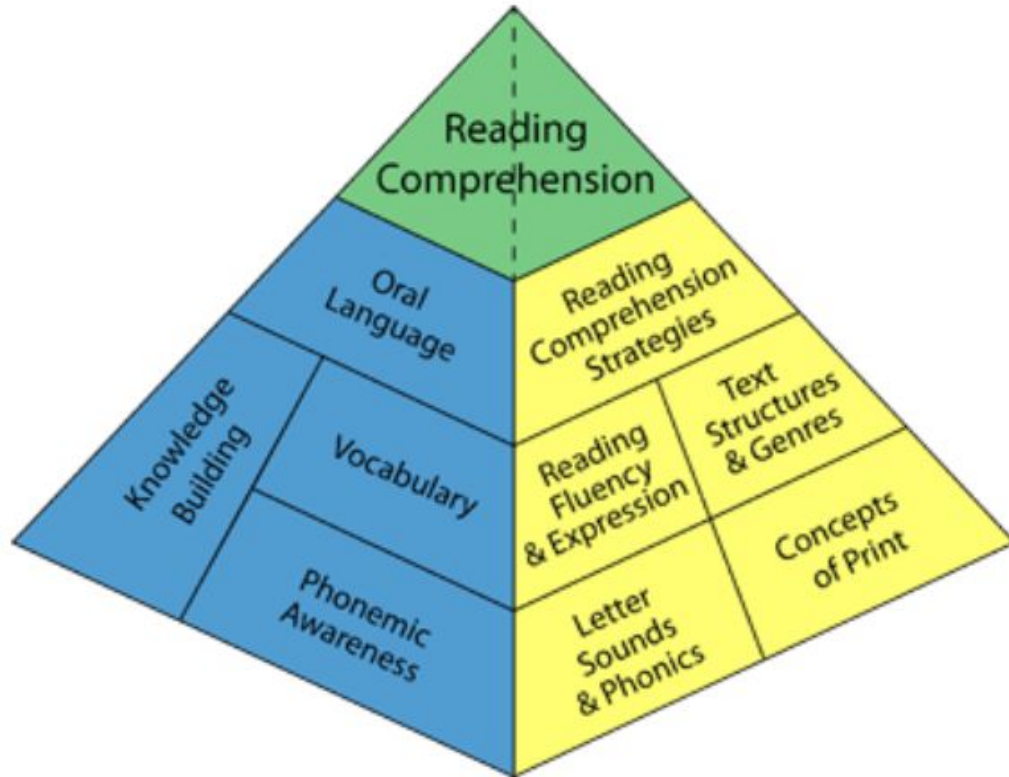 Reading
Comprehension
Oral
Language
Knowledge
Building
Vocabulary
Phonemic
Awareness
Reading
Comprehension
Strategies
Reading
Fluency
& Expression
Text
Structures
& Genres
Letter
Sounds
& Phonics
Concepts
of Print